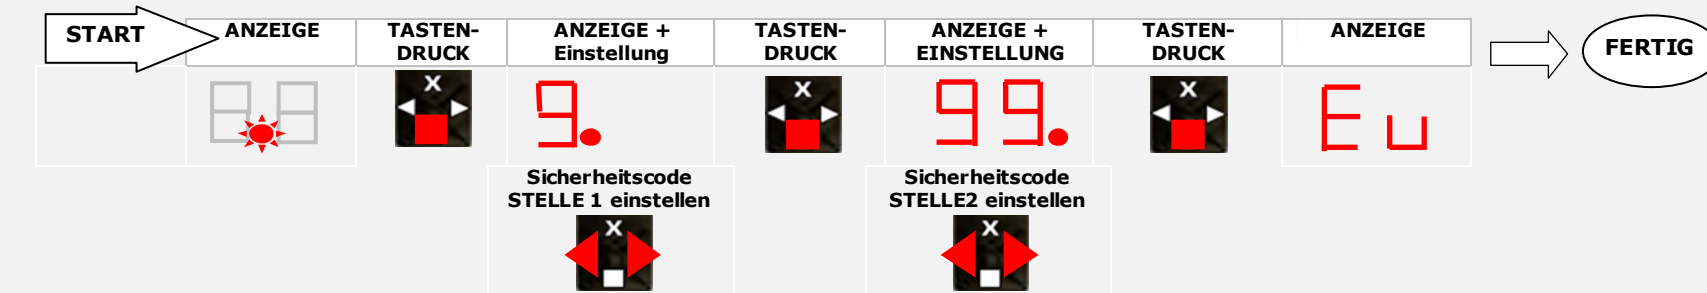 START
ANZEIGE
TASTEN-
DRUCK
ANZEIGE +
Einstellung
TASTEN-
DRUCK
ANZEIGE +
EINSTELLUNG
TASTEN-
DRUCK
ANZEIGE
FERTIG
X
9.
X
99.
X
Eu
Sicherheitscode
STELLE 1 einstellen
X
Sicherheitscode
STELLE2 einstellen
X